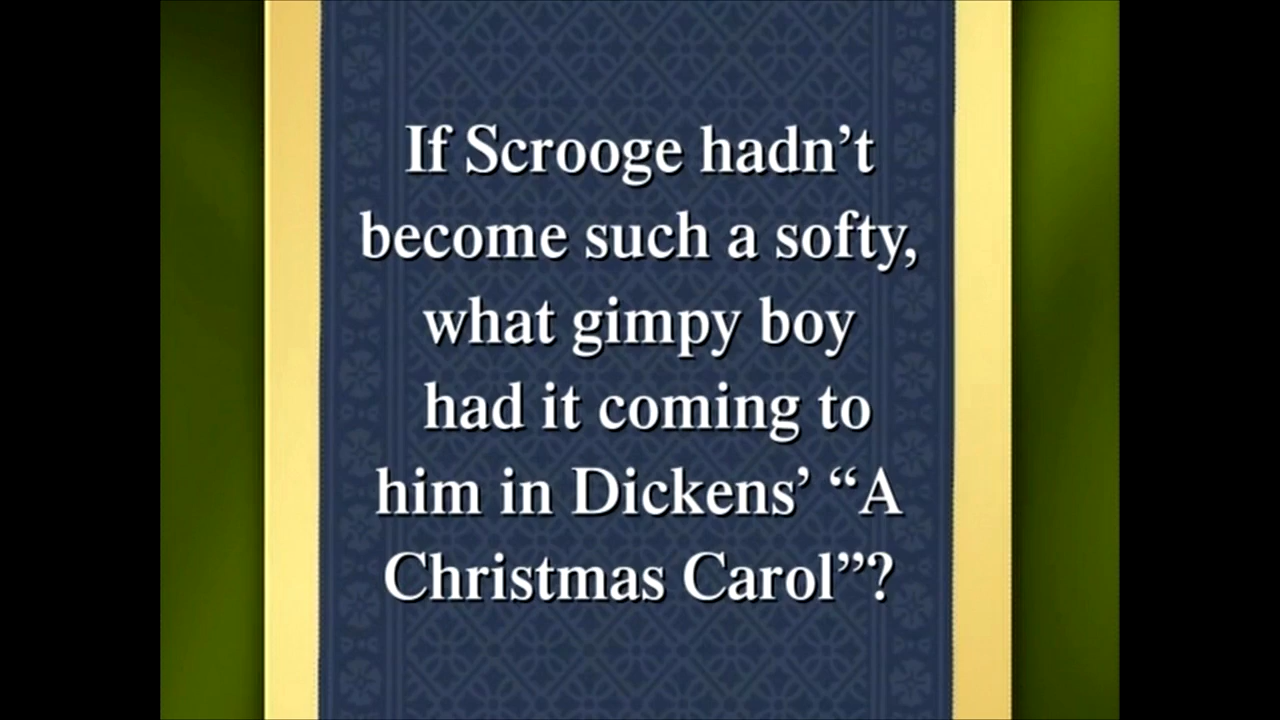 If Scrooge hadn’t
become such a softy,
what gimpy boy
had it coming to
him in Dickens’ “A
Christmas Carol”?